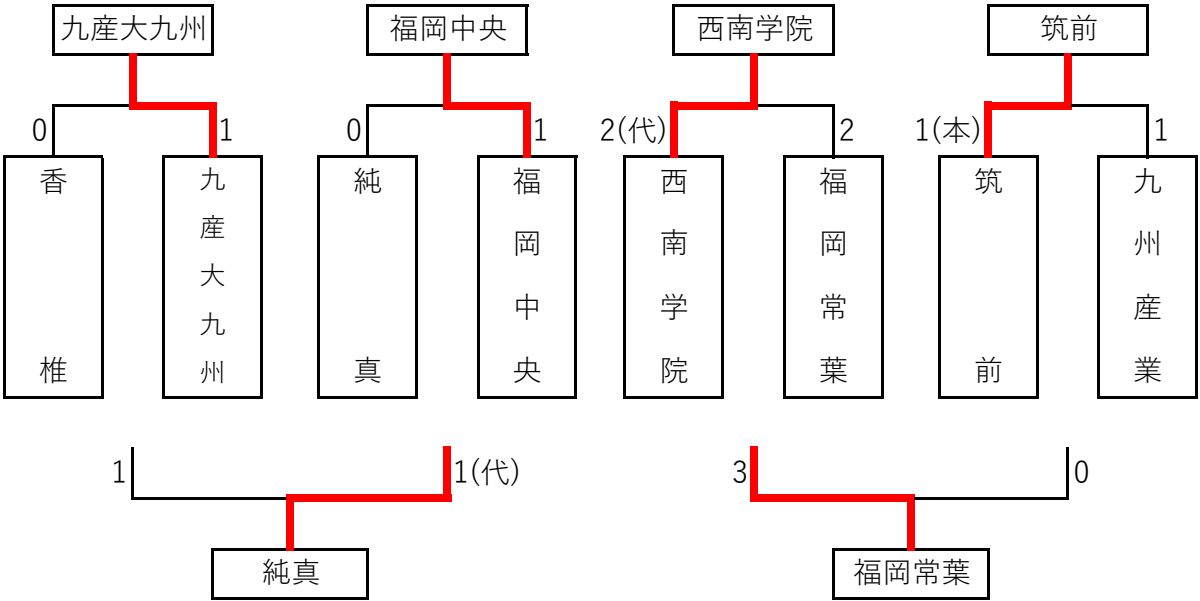 九産大九州
福岡中央
西南学院
筑前
0
1
0
1
2(代)
2
1(本)
1
香椎
九産大九州
純真
福岡中央
西南学院
福岡常葉
筑前
九州産業
1
1(代)
3
0
純真
福岡常葉